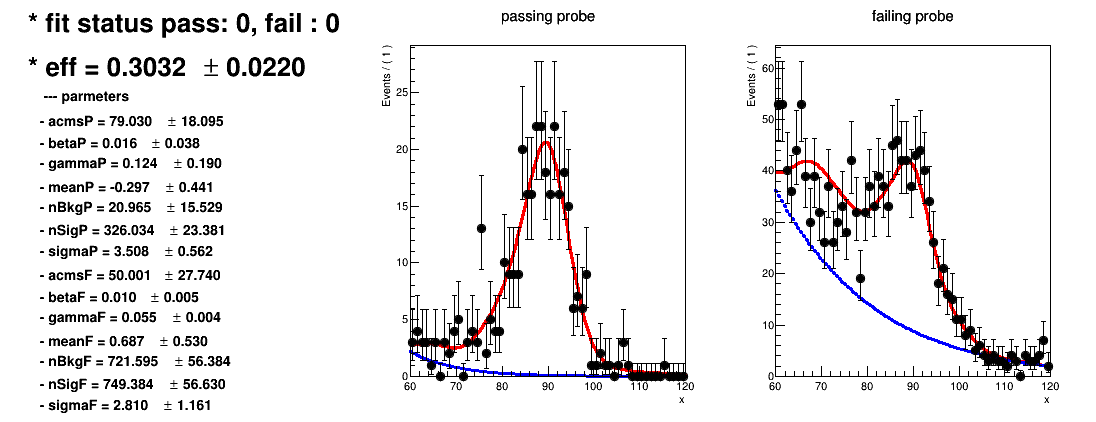 * fit status pass: 0, fail : 0
* eff = 0.3032 ± 0.0220
--- parmeters
- acmsP = 79.030 ± 18.095
- betaP = 0.016 ± 0.038
- gammaP = 0.124 ± 0.190
- meanP = -0.297 ± 0.441
- nBkgP = 20.965 ± 15.529
- nSigP = 326.034 ± 23.381
- sigmaP = 3.508 ± 0.562
- acmsF = 50.001 ± 27.740
- betaF = 0.010 ± 0.005
- gammaF = 0.055 ± 0.004
- meanF = 0.687 ± 0.530
- nBkgF = 721.595 ± 56.384
- nSigF = 749.384 ± 56.630
- sigmaF = 2.810 ± 1.161
passing probe
Events / ( 1 )
25
20
15
10
5
0
60 70 80 90 100 110 120
x
failing probe
Events / ( 1 )
60
50
40
30
20
10
0
60 70 80 90 100 110 120
x